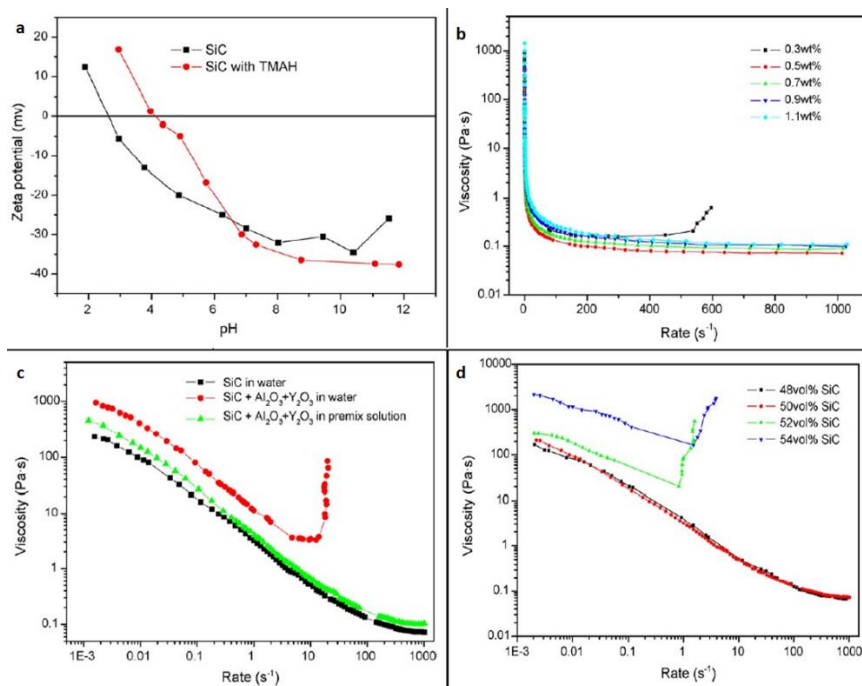 a
SiC
SiC with TMAH
20
10
0
-10
-20
-30
-40
Zeta potential (mv)
2 4 6 8 10 12
pH
b
0.3wt%
0.5wt%
0.7wt%
0.9wt%
1.1wt%
1000
100
10
1
0.1
0.01
Viscosity (Pa·s)
0 200 400 600 800 1000
Rate (s⁻¹)
c
SiC in water
SiC + Al₂O₃+Y₂O₃ in water
SiC + Al₂O₃+Y₂O₃ in premix solution
1000
100
10
1
0.1
Viscosity (Pa·s)
1E-3 0.01 0.1 1 10 100 1000
Rate (s⁻¹)
d
48vol% SiC
50vol% SiC
52vol% SiC
54vol% SiC
10000
1000
100
10
1
0.1
0.01
Viscosity (Pa·s)
1E-3 0.01 0.1 1 10 100 1000
Rate (s⁻¹)